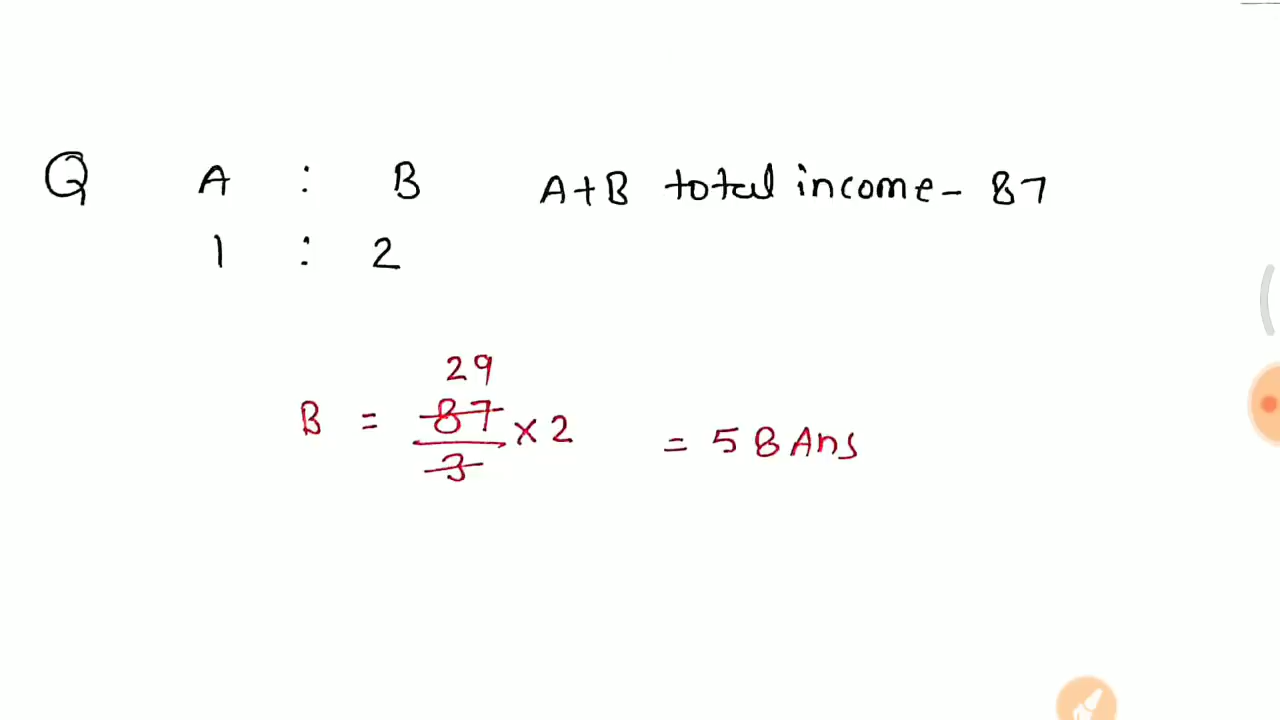 Q A : B A+B total income - 87
1 : 2
29
B = 87/3 × 2 = 58 Ans